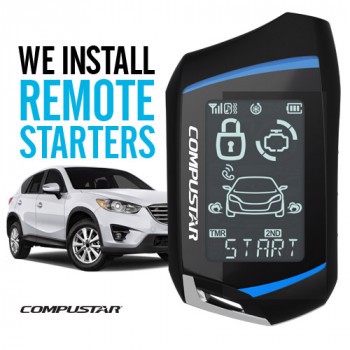 WE INSTALL
REMOTE
STARTERS
COMPUSTAR
TMR 2ND
START
COMPUSTAR